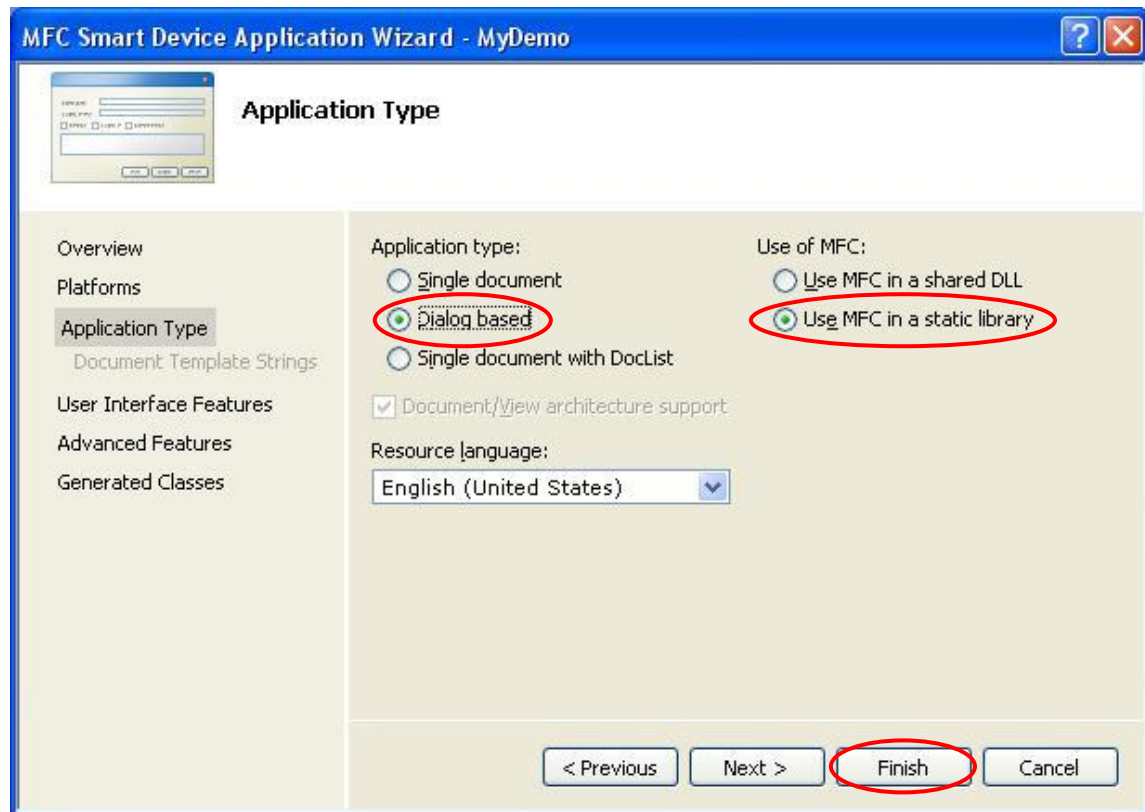 MFC Smart Device Application Wizard - MyDemo
Application Type
Overview
Platforms
Application Type
Document Template Strings
User Interface Features
Advanced Features
Generated Classes
Application type:
Single document
Dialog based
Single document with DocList
Document/View architecture support
Resource language:
English (United States)
Use of MFC:
Use MFC in a shared DLL
Use MFC in a static library
< Previous
Next >
Finish
Cancel